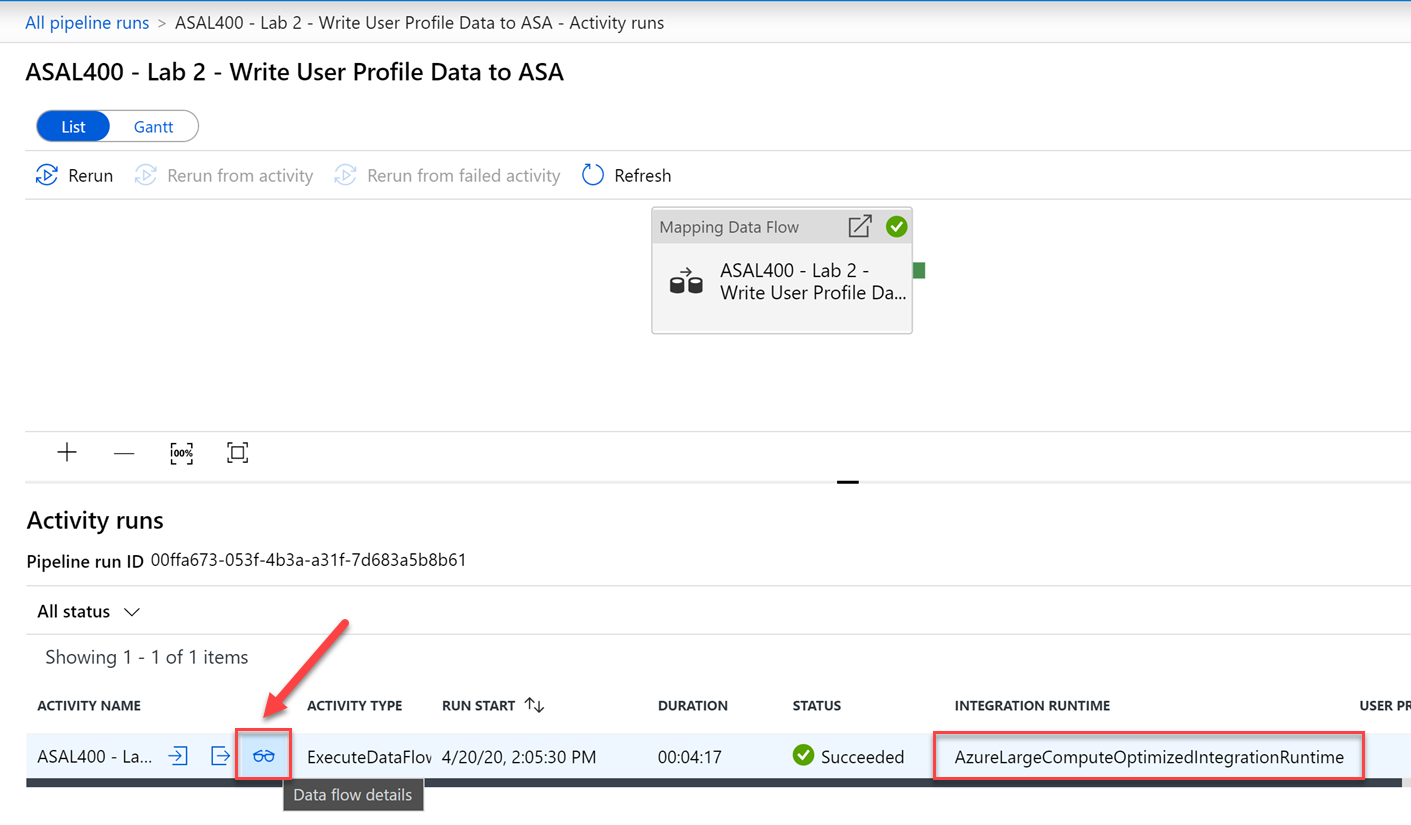 All pipeline runs > ASAL400 - Lab 2 - Write User Profile Data to ASA - Activity runs
ASAL400 - Lab 2 - Write User Profile Data to ASA
List Gantt
Rerun Rerun from activity Rerun from failed activity Refresh
Mapping Data Flow
ASAL400 - Lab 2 -
Write User Profile Da...
100%
Activity runs
Pipeline run ID 00ffa673-053f-4b3a-a31f-7d683a5b8b61
All status
Showing 1 - 1 of 1 items
ACTIVITY NAME ACTIVITY TYPE RUN START DURATION STATUS INTEGRATION RUNTIME USER PR
ASAL400 - La... ExecuteDataFlov 4/20/20, 2:05:30 PM 00:04:17 Succeeded AzureLargeComputeOptimizedIntegrationRuntime
Data flow details